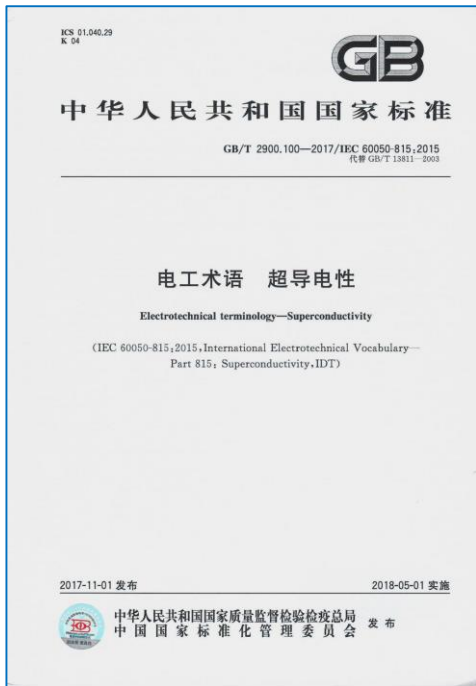 ICS 01.040.29
K 04
GB
中华人民共和国国家标准
GB/T 2900.100—2017/IEC 60050-815:2015
代替 GB/T 13811—2003
电工术语 超导电性
Electrotechnical terminology—Superconductivity
(IEC 60050-815:2015,International Electrotechnical Vocabulary—
Part 815: Superconductivity,IDT)
2017-11-01 发布
2018-05-01 实施
中华人民共和国国家质量监督检验检疫总局
中国国家标准化管理委员会
发布